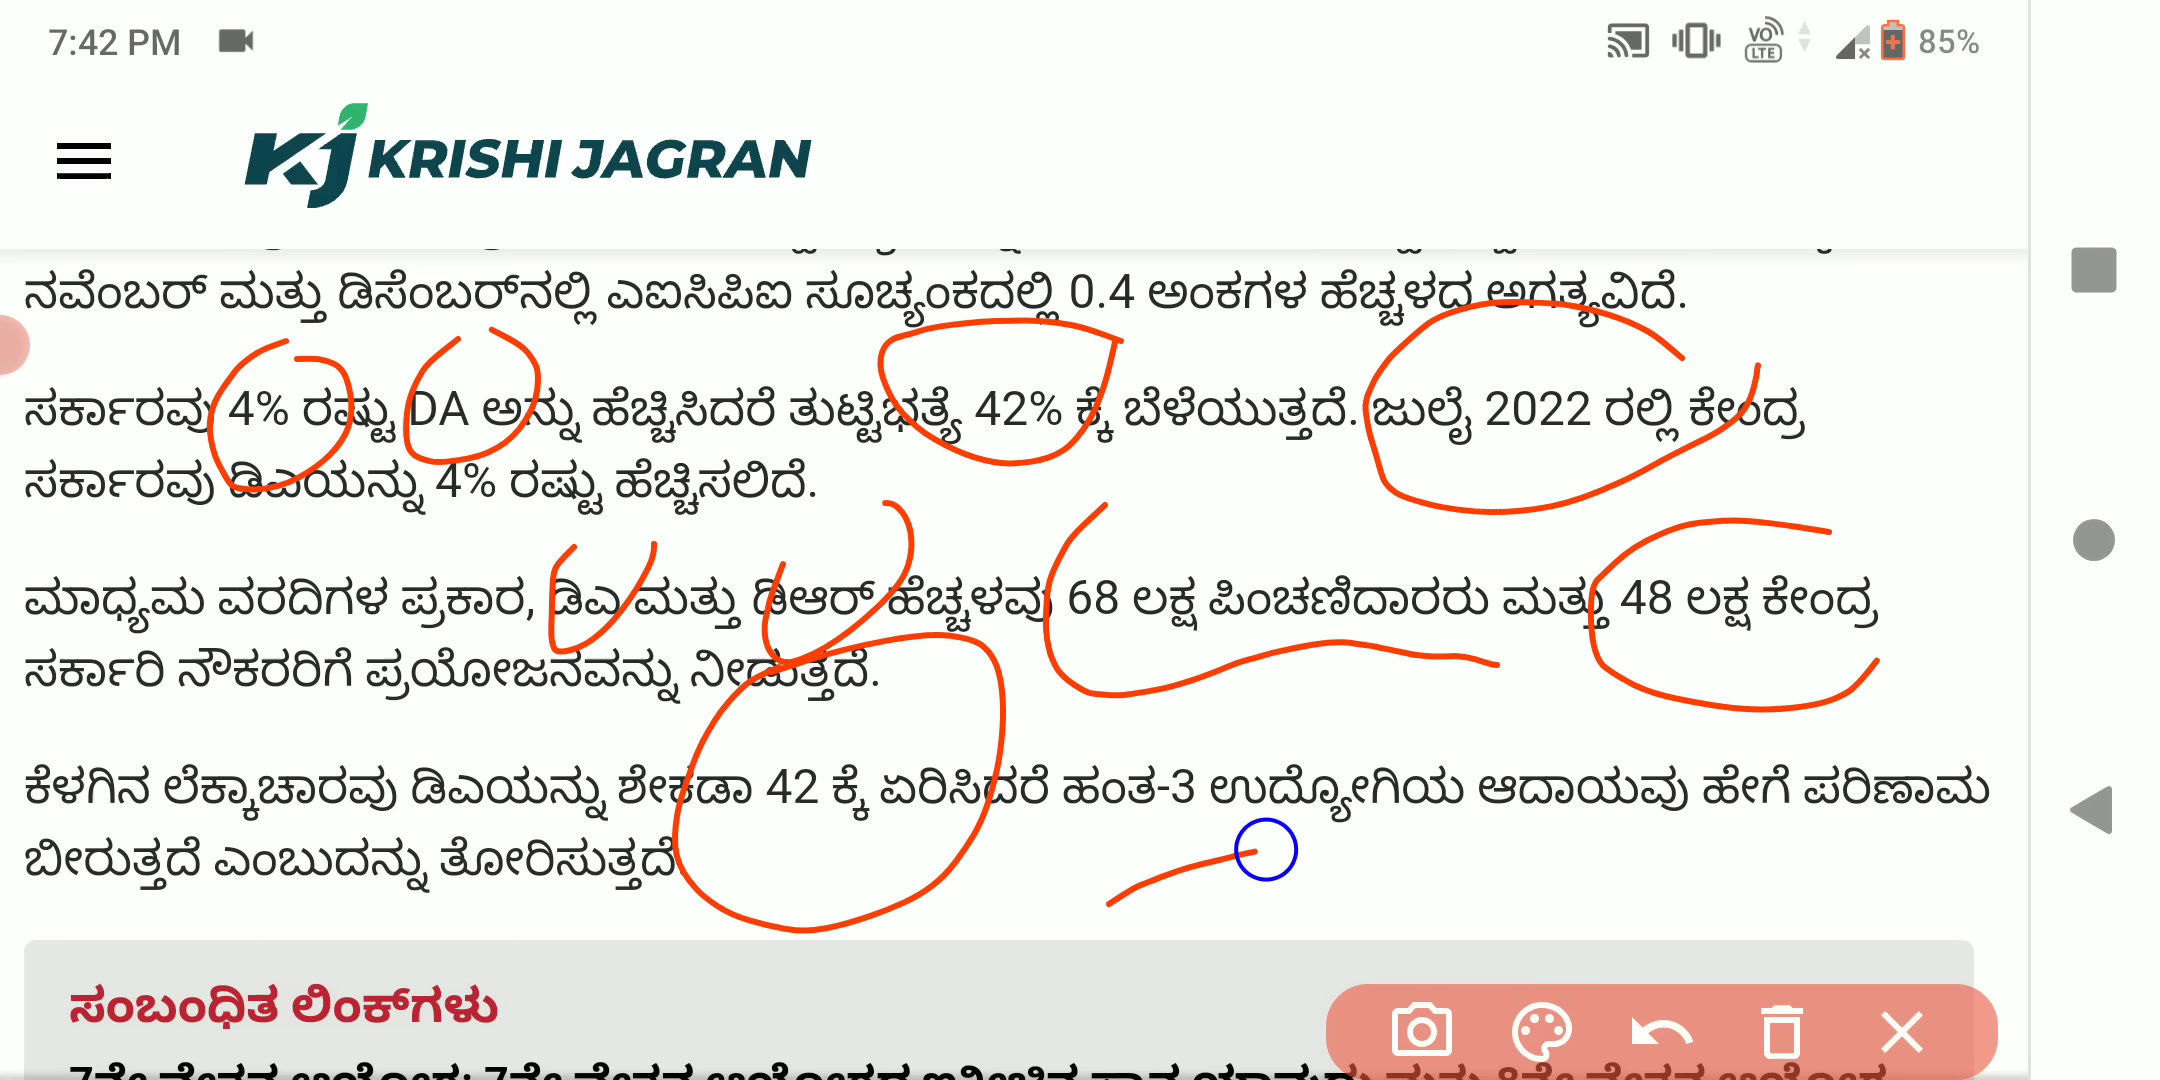 7:42 PM
VO LTE
85%
KJ KRISHI JAGRAN
ನವೆಂಬರ್ ಮತ್ತು ಡಿಸೆಂಬರ್‌ನಲ್ಲಿ ಎಐಸಿಪಿಐ ಸೂಚ್ಯಂಕದಲ್ಲಿ 0.4 ಅಂಕಗಳ ಹೆಚ್ಚಳದ ಅಗತ್ಯವಿದೆ.
ಸರ್ಕಾರವು 4% ರಷ್ಟು DA ಅನ್ನು ಹೆಚ್ಚಿಸಿದರೆ ತುಟ್ಟಿಭತ್ಯೆ 42% ಕ್ಕೆ ಬೆಳೆಯುತ್ತದೆ. ಜುಲೈ 2022 ರಲ್ಲಿ ಕೇಂದ್ರ
ಸರ್ಕಾರವು ಡಿಎಯನ್ನು 4% ರಷ್ಟು ಹೆಚ್ಚಿಸಲಿದೆ.
ಮಾಧ್ಯಮ ವರದಿಗಳ ಪ್ರಕಾರ, ಡಿಎ ಮತ್ತು ಡಿಆರ್ ಹೆಚ್ಚಳವು 68 ಲಕ್ಷ ಪಿಂಚಣಿದಾರರು ಮತ್ತು 48 ಲಕ್ಷ ಕೇಂದ್ರ
ಸರ್ಕಾರಿ ನೌಕರರಿಗೆ ಪ್ರಯೋಜನವನ್ನು ನೀಡುತ್ತದೆ.
ಕೆಳಗಿನ ಲೆಕ್ಕಾಚಾರವು ಡಿಎಯನ್ನು ಶೇಕಡಾ 42 ಕ್ಕೆ ಏರಿಸಿದರೆ ಹಂತ-3 ಉದ್ಯೋಗಿಯ ಆದಾಯವು ಹೇಗೆ ಪರಿಣಾಮ
ಬೀರುತ್ತದೆ ಎಂಬುದನ್ನು ತೋರಿಸುತ್ತದೆ.
ಸಂಬಂಧಿತ ಲಿಂಕ್‌ಗಳು